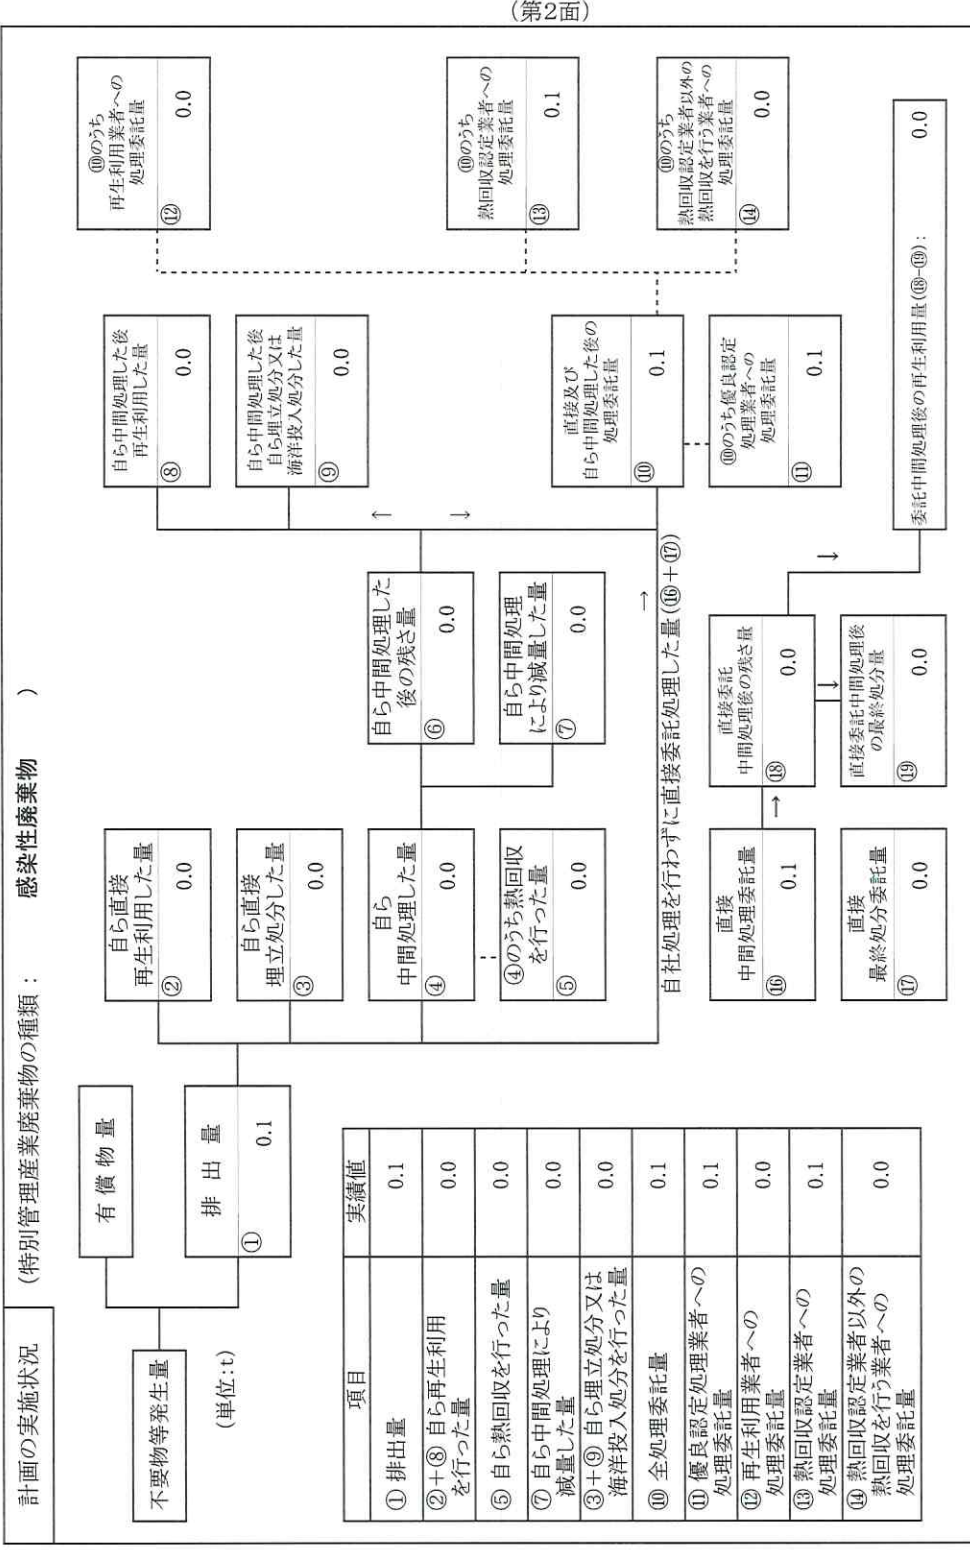 (第2面)
計画の実施状況
(特別管理産業廃棄物の種類： 感染性廃棄物 )
不要物等発生量
(単位:t)
有償物量
排出量
① 0.1
自ら直接
再生利用した量
② 0.0
自ら直接
埋立処分した量
③ 0.0
自ら
中間処理した量
④ 0.0
④のうち熱回収
を行った量
⑤ 0.0
自ら中間処理した
後の残さ量
⑥ 0.0
自ら中間処理
により減量した量
⑦ 0.0
自ら中間処理した後
再生利用した量
⑧ 0.0
自ら中間処理した後
自ら埋立処分又は
海洋投入処分した量
⑨ 0.0
↑
↓
直接及び
自ら中間処理した後の
処理委託量
⑩ 0.1
⑩のうち優良認定
処理業者への
処理委託量
⑪ 0.1
⑩のうち
再生利用業者への
処理委託量
⑫ 0.0
⑩のうち
熱回収認定業者への
処理委託量
⑬ 0.1
⑩のうち
熱回収認定業者以外の
熱回収を行う業者への
処理委託量
⑭ 0.0
自社処理を行わずに直接委託処理した量(⑯+⑰)
→
直接
中間処理委託量
⑯ 0.1
→
直接
最終処分委託量
⑰ 0.0
直接委託
中間処理後の残さ量
⑱ 0.0
↓
↓
直接委託中間処理後
の最終処分量
⑲ 0.0
委託中間処理後の再生利用量(⑱-⑲)： 0.0
項目 実績値
① 排出量 0.1
②+⑧ 自ら再生利用
を行った量 0.0
⑤ 自ら熱回収を行った量 0.0
⑦ 自ら中間処理により
減量した量 0.0
③+⑨ 自ら埋立処分又は
海洋投入処分を行った量 0.0
⑩ 全処理委託量 0.1
⑪ 優良認定処理業者への
処理委託量 0.1
⑫ 再生利用業者への
処理委託量 0.0
⑬ 熱回収認定業者への
処理委託量 0.1
⑭ 熱回収認定業者以外の
熱回収を行う業者への
処理委託量 0.0